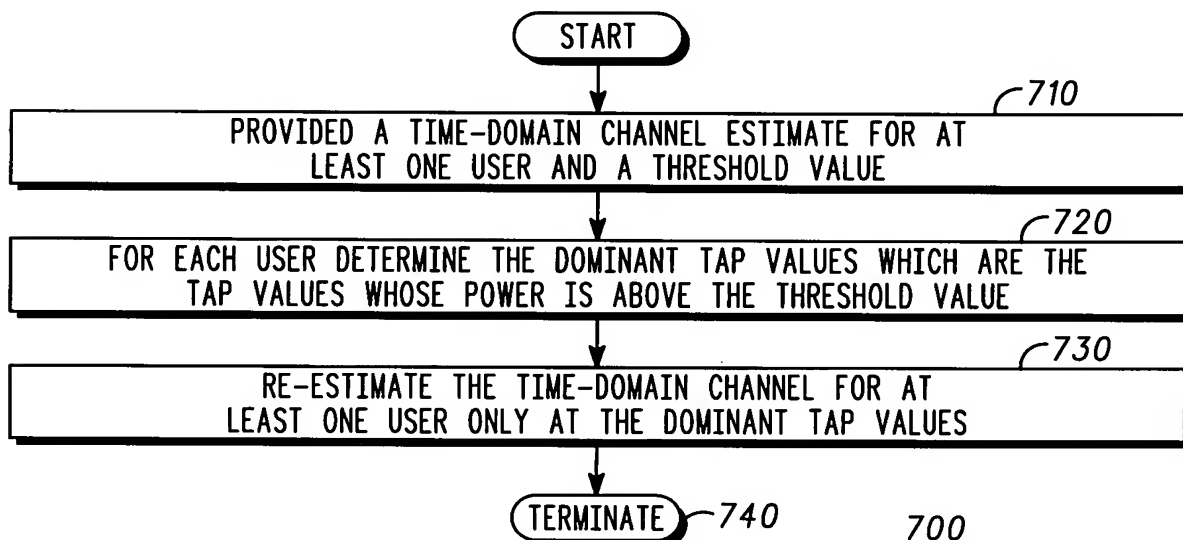 START
710
PROVIDED A TIME-DOMAIN CHANNEL ESTIMATE FOR AT
LEAST ONE USER AND A THRESHOLD VALUE
720
FOR EACH USER DETERMINE THE DOMINANT TAP VALUES WHICH ARE THE
TAP VALUES WHOSE POWER IS ABOVE THE THRESHOLD VALUE
730
RE-ESTIMATE THE TIME-DOMAIN CHANNEL FOR AT
LEAST ONE USER ONLY AT THE DOMINANT TAP VALUES
TERMINATE 740 700